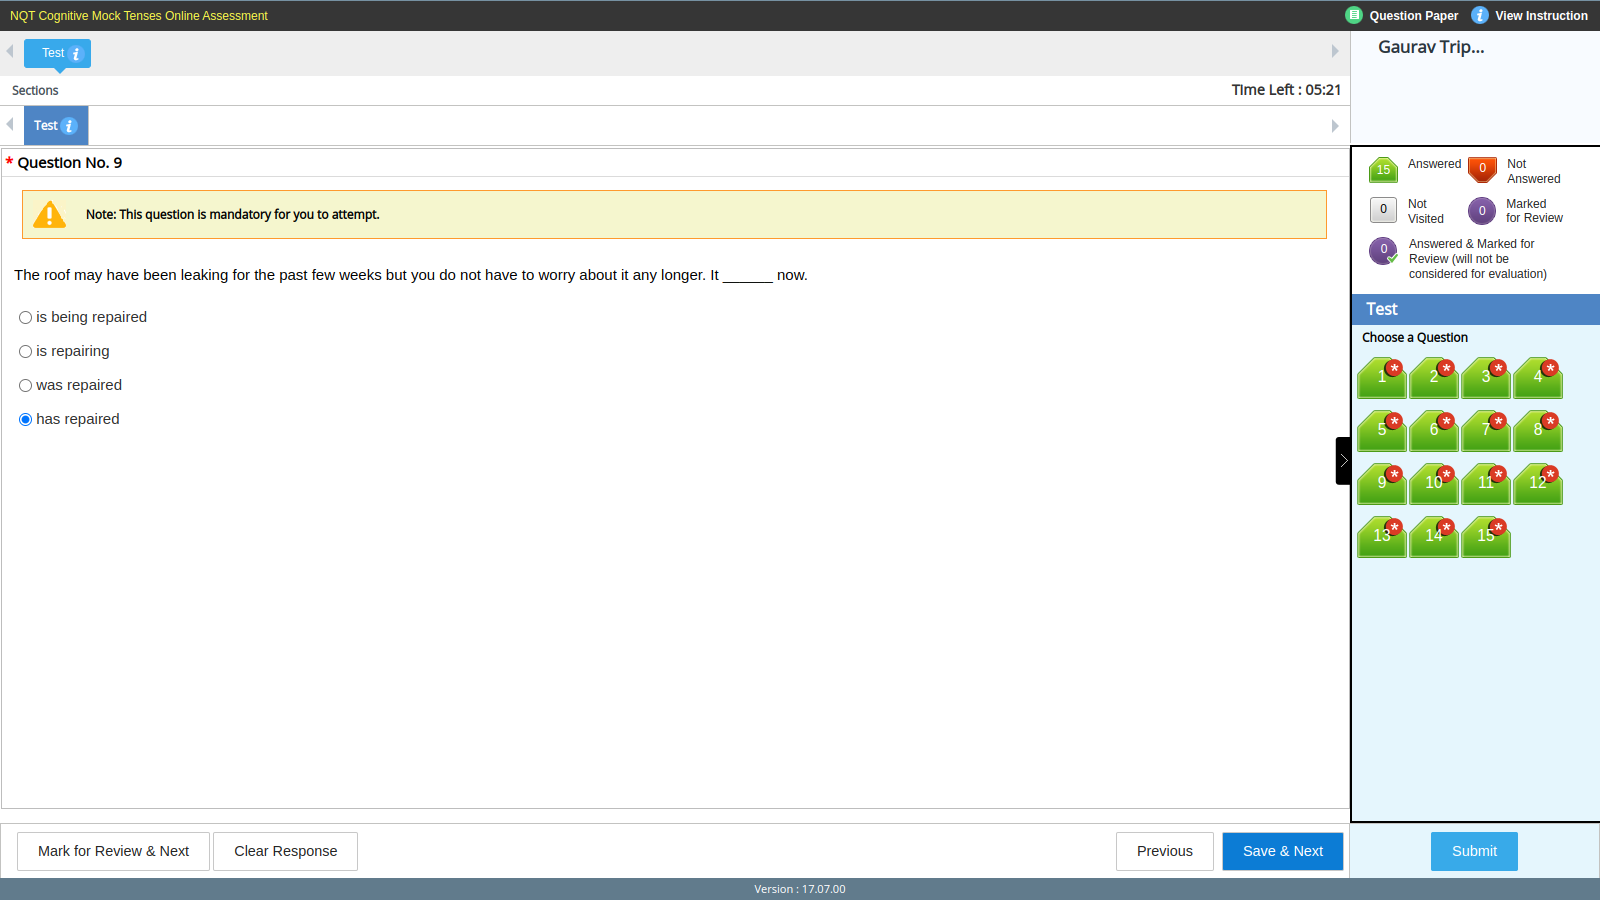 NQT Cognitive Mock Tenses Online Assessment
Question Paper
View Instruction
Test
Gaurav Trip...
Sections
Time Left : 05:21
Test
* Question No. 9
Note: This question is mandatory for you to attempt.
The roof may have been leaking for the past few weeks but you do not have to worry about it any longer. It ______ now.
is being repaired
is repairing
was repaired
has repaired
15 Answered
0 Not Answered
0 Not Visited
0 Marked for Review
0 Answered & Marked for Review (will not be considered for evaluation)
Test
Choose a Question
1* 2* 3* 4*
5* 6* 7* 8*
9* 10* 11* 12*
13* 14* 15*
Mark for Review & Next
Clear Response
Previous
Save & Next
Submit
Version : 17.07.00